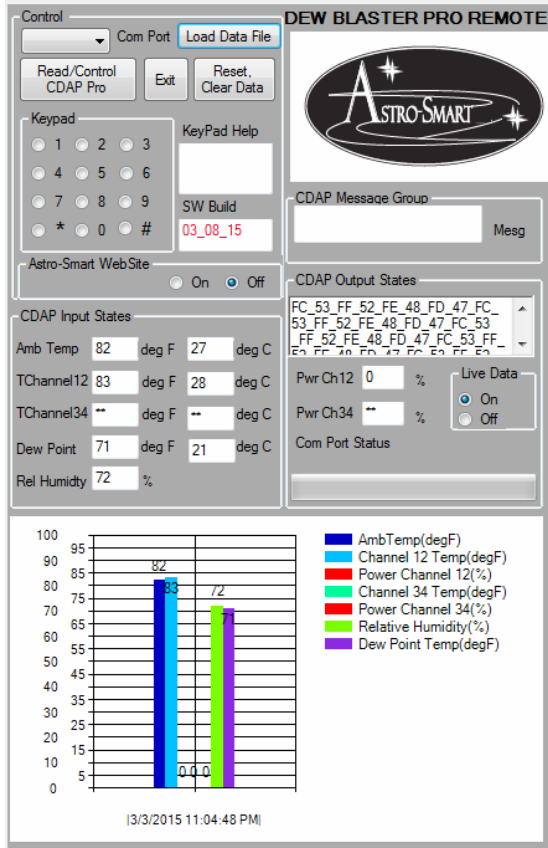 Control
Com Port
Load Data File
Read/Control
CDAP Pro
Exit
Reset,
Clear Data
Keypad
1 2 3
4 5 6
7 8 9
* 0 #
KeyPad Help
SW Build
03_08_15
Astro-Smart WebSite
On Off
DEW BLASTER PRO REMOTE
ASTRO-SMART
CDAP Message Group
Mesg
CDAP Input States
Amb Temp 82 deg F 27 deg C
TChannel12 83 deg F 28 deg C
TChannel34 ** deg F ** deg C
Dew Point 71 deg F 21 deg C
Rel Humidty 72 %
CDAP Output States
FC_53_FF_52_FE_48_FD_47_FC_
53_FF_52_FE_48_FD_47_FC_53
_FF_52_FE_48_FD_47_FC_53_FF_
52_FE_48_FD_47_FC_53_FF_52
Pwr Ch12 0 %
Pwr Ch34 ** %
Live Data
On
Off
Com Port Status
100
95
90
85
80
75
70
65
60
55
50
45
40
35
30
25
20
15
10
5
0
82
83
0 0 0
72
71
|3/3/2015 11:04:48 PM|
AmbTemp(degF)
Channel 12 Temp(degF)
Power Channel 12(%)
Channel 34 Temp(degF)
Power Channel 34(%)
Relative Humidity(%)
Dew Point Temp(degF)